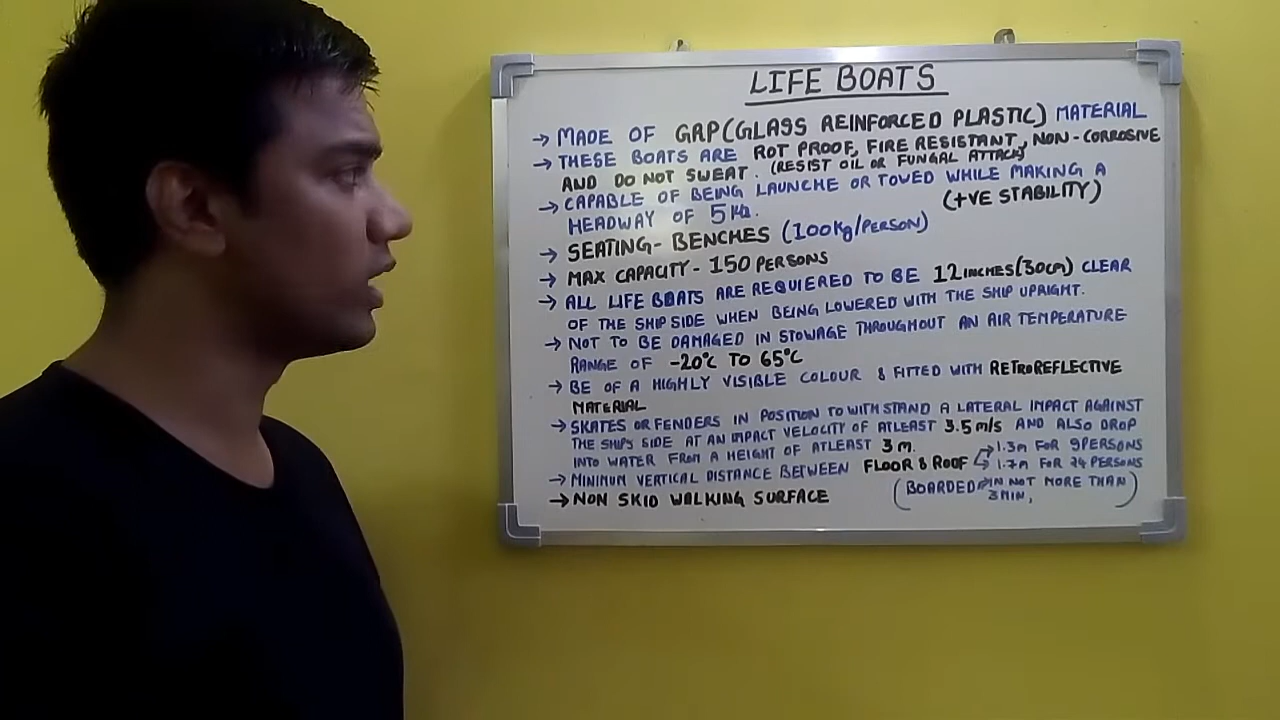 LIFE BOATS
→ MADE OF GRP(GLASS REINFORCED PLASTIC) MATERIAL
→ THESE BOATS ARE ROT PROOF, FIRE RESISTANT, NON-CORROSIVE
AND DO NOT SWEAT. (RESIST OIL OR FUNGAL ATTACK)
→ CAPABLE OF BEING LAUNCHE OR TOWED WHILE MAKING A
HEADWAY OF 5 (+VE STABILITY)
→ SEATING- BENCHES (100Kg/PERSON)
→ MAX CAPACITY- 150 PERSONS
→ ALL LIFE BOATS ARE REQUIERED TO BE 12 INCHES(30cm) CLEAR
OF THE SHIP SIDE WHEN BEING LOWERED WITH THE SHIP UPRIGHT.
→ NOT TO BE DAMAGED IN STOWAGE THROUGHOUT AN AIR TEMPERATURE
RANGE OF -20°C TO 65°C
→ BE OF A HIGHLY VISIBLE COLOUR & FITTED WITH RETROREFLECTIVE
MATERIAL
→ SKATES OR FENDERS IN POSITION TO WITH STAND A LATERAL IMPACT AGAINST
THE SHIPS SIDE AT AN IMPACT VELOCITY OF ATLEAST 3.5 m/s AND ALSO DROP
INTO WATER FROM A HEIGHT OF ATLEAST 3 m.
→ MINIMUM VERTICAL DISTANCE BETWEEN FLOOR & ROOF → 1.3m FOR 9 PERSONS
→ 1.7m FOR 24 PERSONS
→ NON SKID WALKING SURFACE (BOARDED IN NOT MORE THAN
3MIN,)